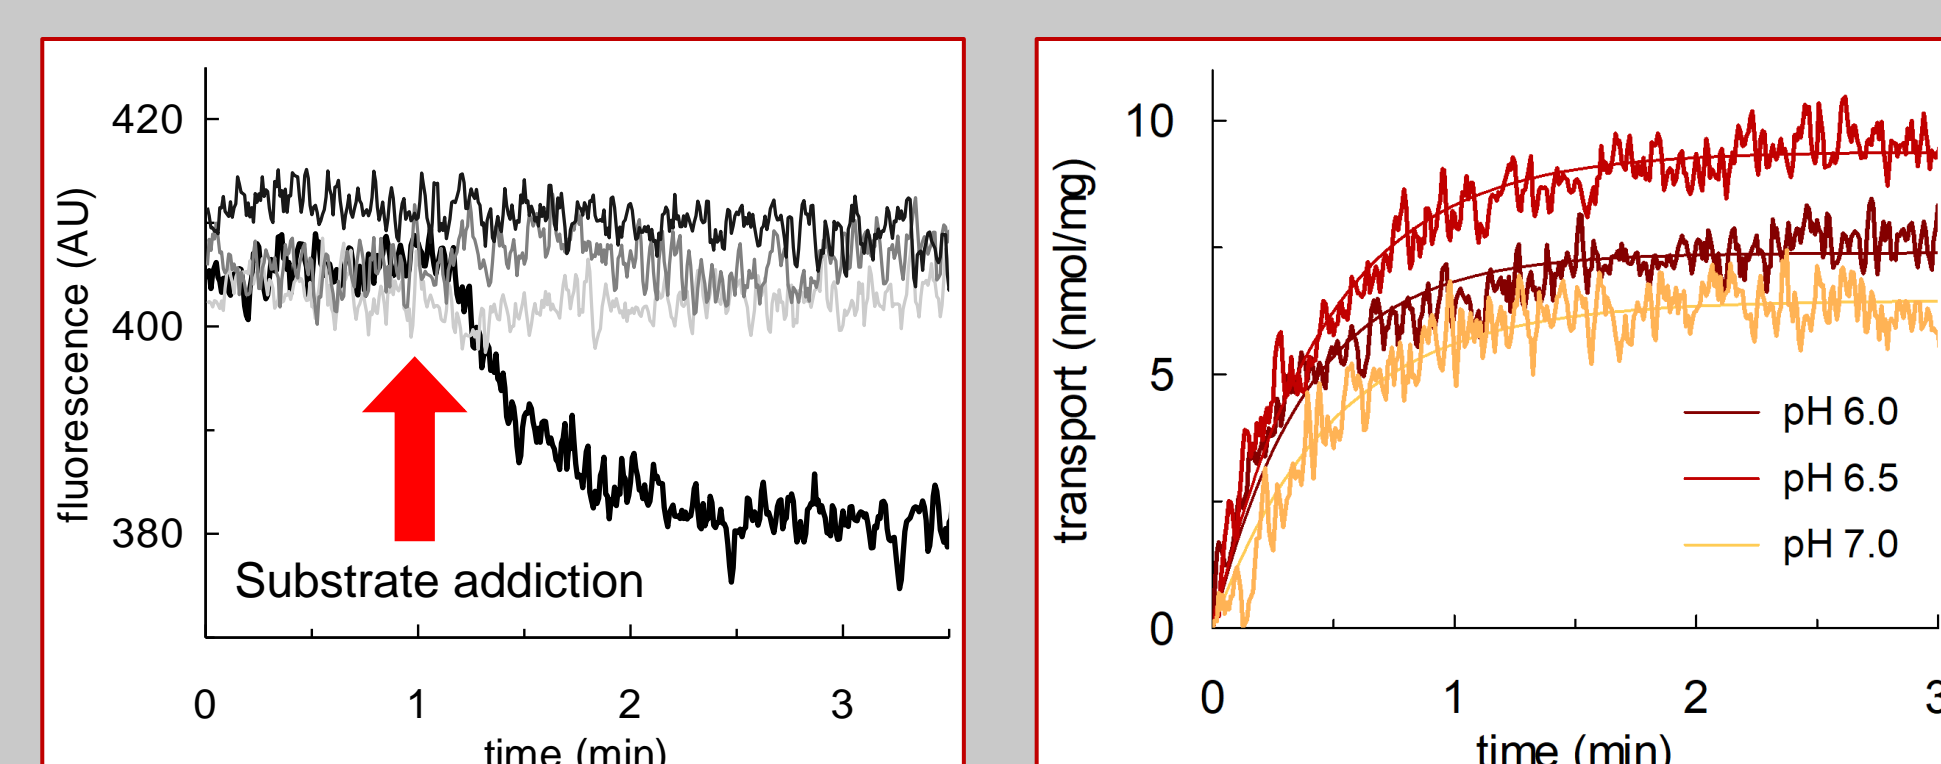 420
400
380
fluorescence (AU)
Substrate addiction
0 1 2 3
time (min)
10
5
0
transport (nmol/mg)
pH 6.0
pH 6.5
pH 7.0
0 1 2 3
time (min)